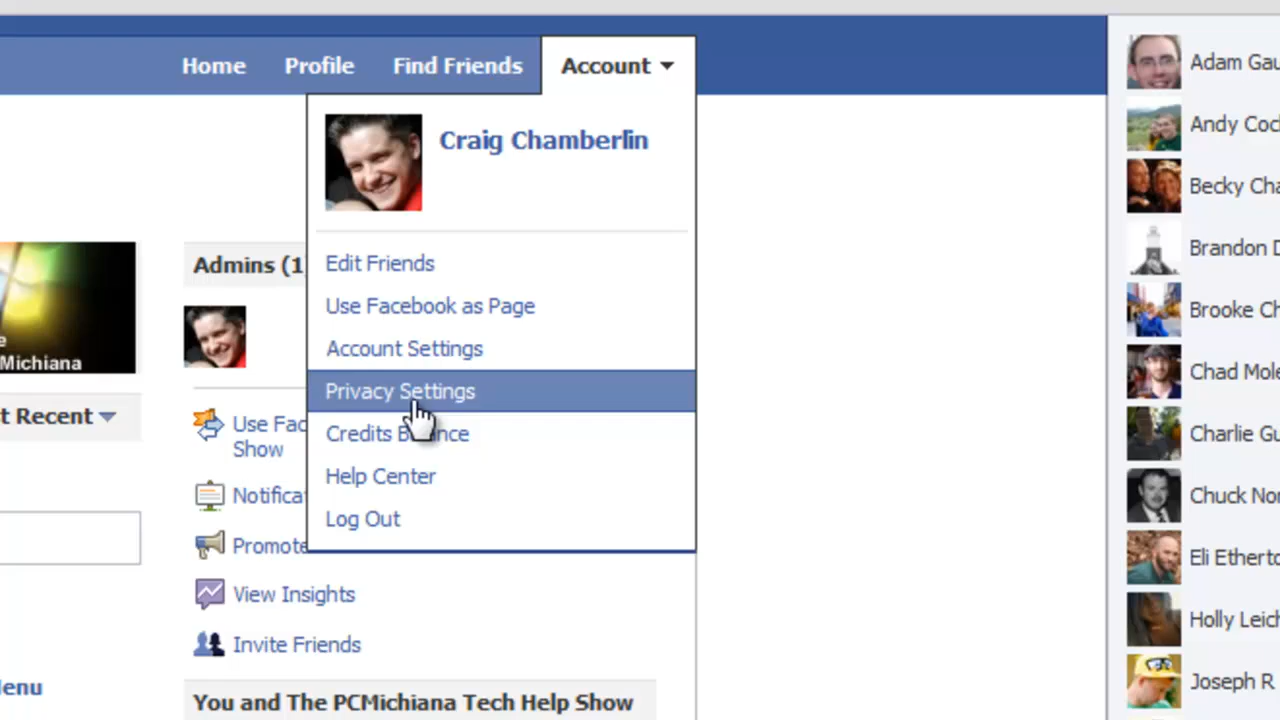 Home Profile Find Friends Account
Craig Chamberlin
Edit Friends
Use Facebook as Page
Account Settings
Privacy Settings
Credits
Help Center
Log Out
Michiana
Recent
Admins (1
Use Fac
Show
Notifica
Promote
View Insights
Invite Friends
You and The PCMichiana Tech Help Show
Adam Gau
Andy Coc
Becky Cha
Brandon D
Brooke Ch
Chad Mole
Charlie Gu
Chuck Nor
Eli Etherto
Holly Leich
Joseph R